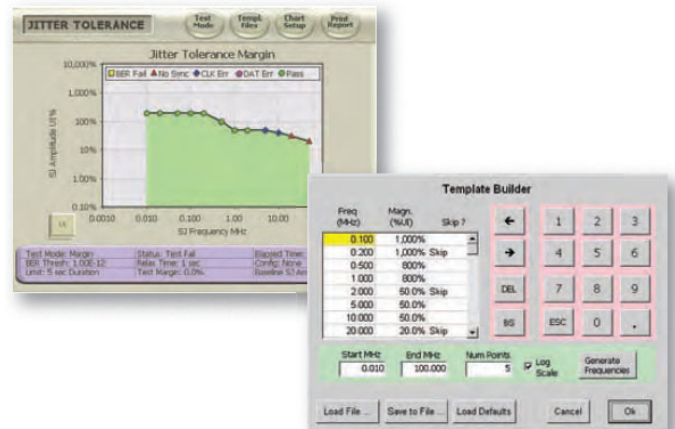 JITTER TOLERANCE
Test Mode
Templ. Files
Chart Setup
Print Report
Jitter Tolerance Margin
BER Fail No Sync CLK Err DAT Err Pass
SJ Amplitude UI%
10,000%
1,000%
100%
10%
1.00%
0.10%
0.0010 0.010 0.100 1.00 10.00
SJ Frequency MHz
Test Mode: Margin Status: Test Fail Elapsed Time:
BER Thresh: 1.00E-12 Relax Time: 1 sec Config: None
Limit: 5 sec Duration Test Margin: 0.0% Baseline SJ
Template Builder
Freq (MHz) Magn. (%UI) Skip ?
0.100 1,000%
0.200 1,000% Skip
0.500 800%
1.000 800%
2.000 50.0% Skip
5.000 50.0%
10.000 50.0%
20.000 20.0% Skip
1 2 3
4 5 6
DEL 7 8 9
BS ESC 0 .
Start MHz End MHz Num Points
0.010 100.000 5 Log Scale Generate Frequencies
Load File ... Save to File ... Load Defaults Cancel Ok